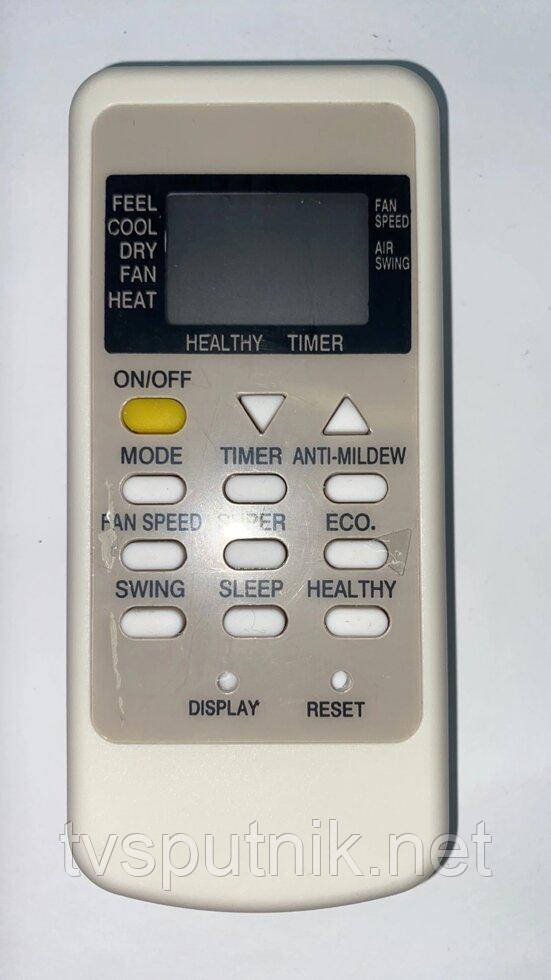 FEEL
COOL
DRY
FAN
HEAT
FAN
SPEED
AIR
SWING
HEALTHY TIMER
ON/OFF
MODE TIMER ANTI-MILDEW
FAN SPEED SUPER ECO.
SWING SLEEP HEALTHY
DISPLAY RESET
tvsputnik.net